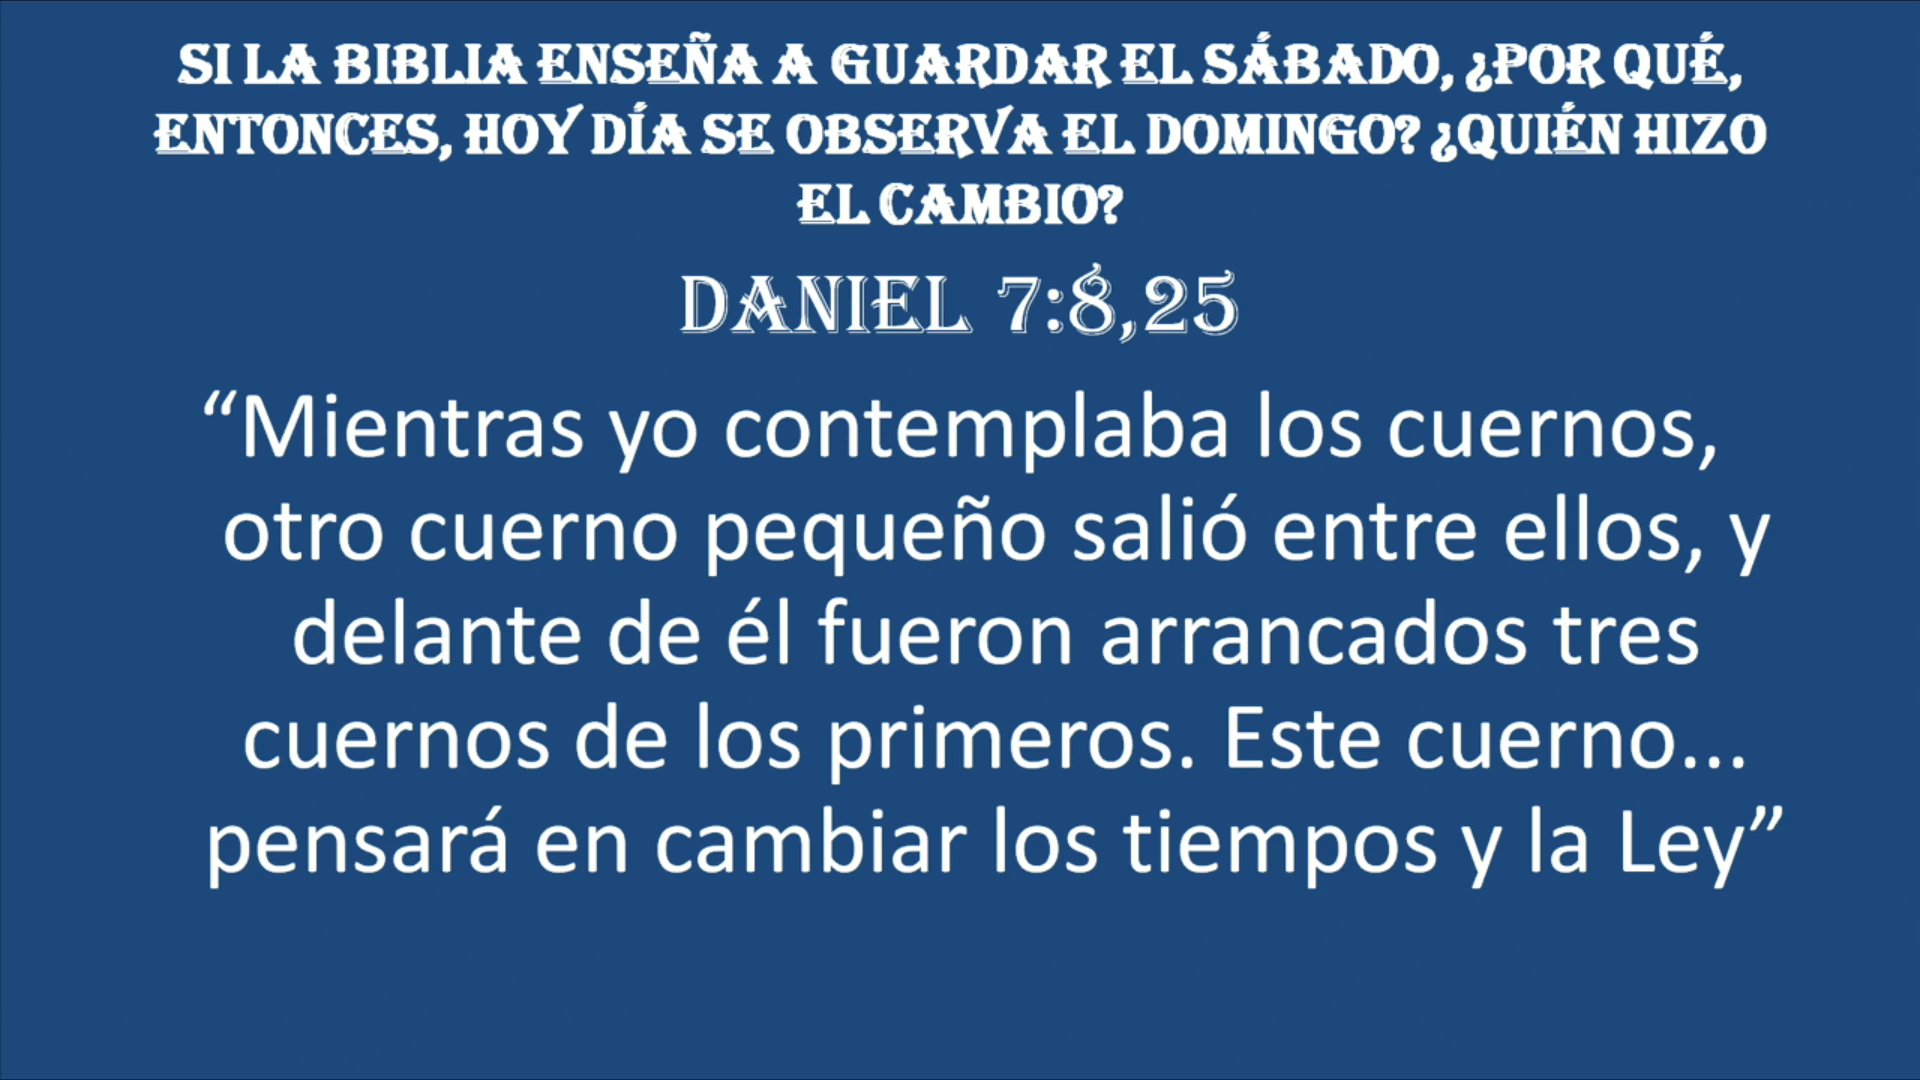 SI LA BIBLIA ENSEÑA A GUARDAR EL SÁBADO, ¿POR QUÉ,
ENTONCES, HOY DÍA SE OBSERVA EL DOMINGO? ¿QUIÉN HIZO
EL CAMBIO?
DANIEL 7:8,25
“Mientras yo contemplaba los cuernos,
otro cuerno pequeño salió entre ellos, y
delante de él fueron arrancados tres
cuernos de los primeros. Este cuerno...
pensará en cambiar los tiempos y la Ley”